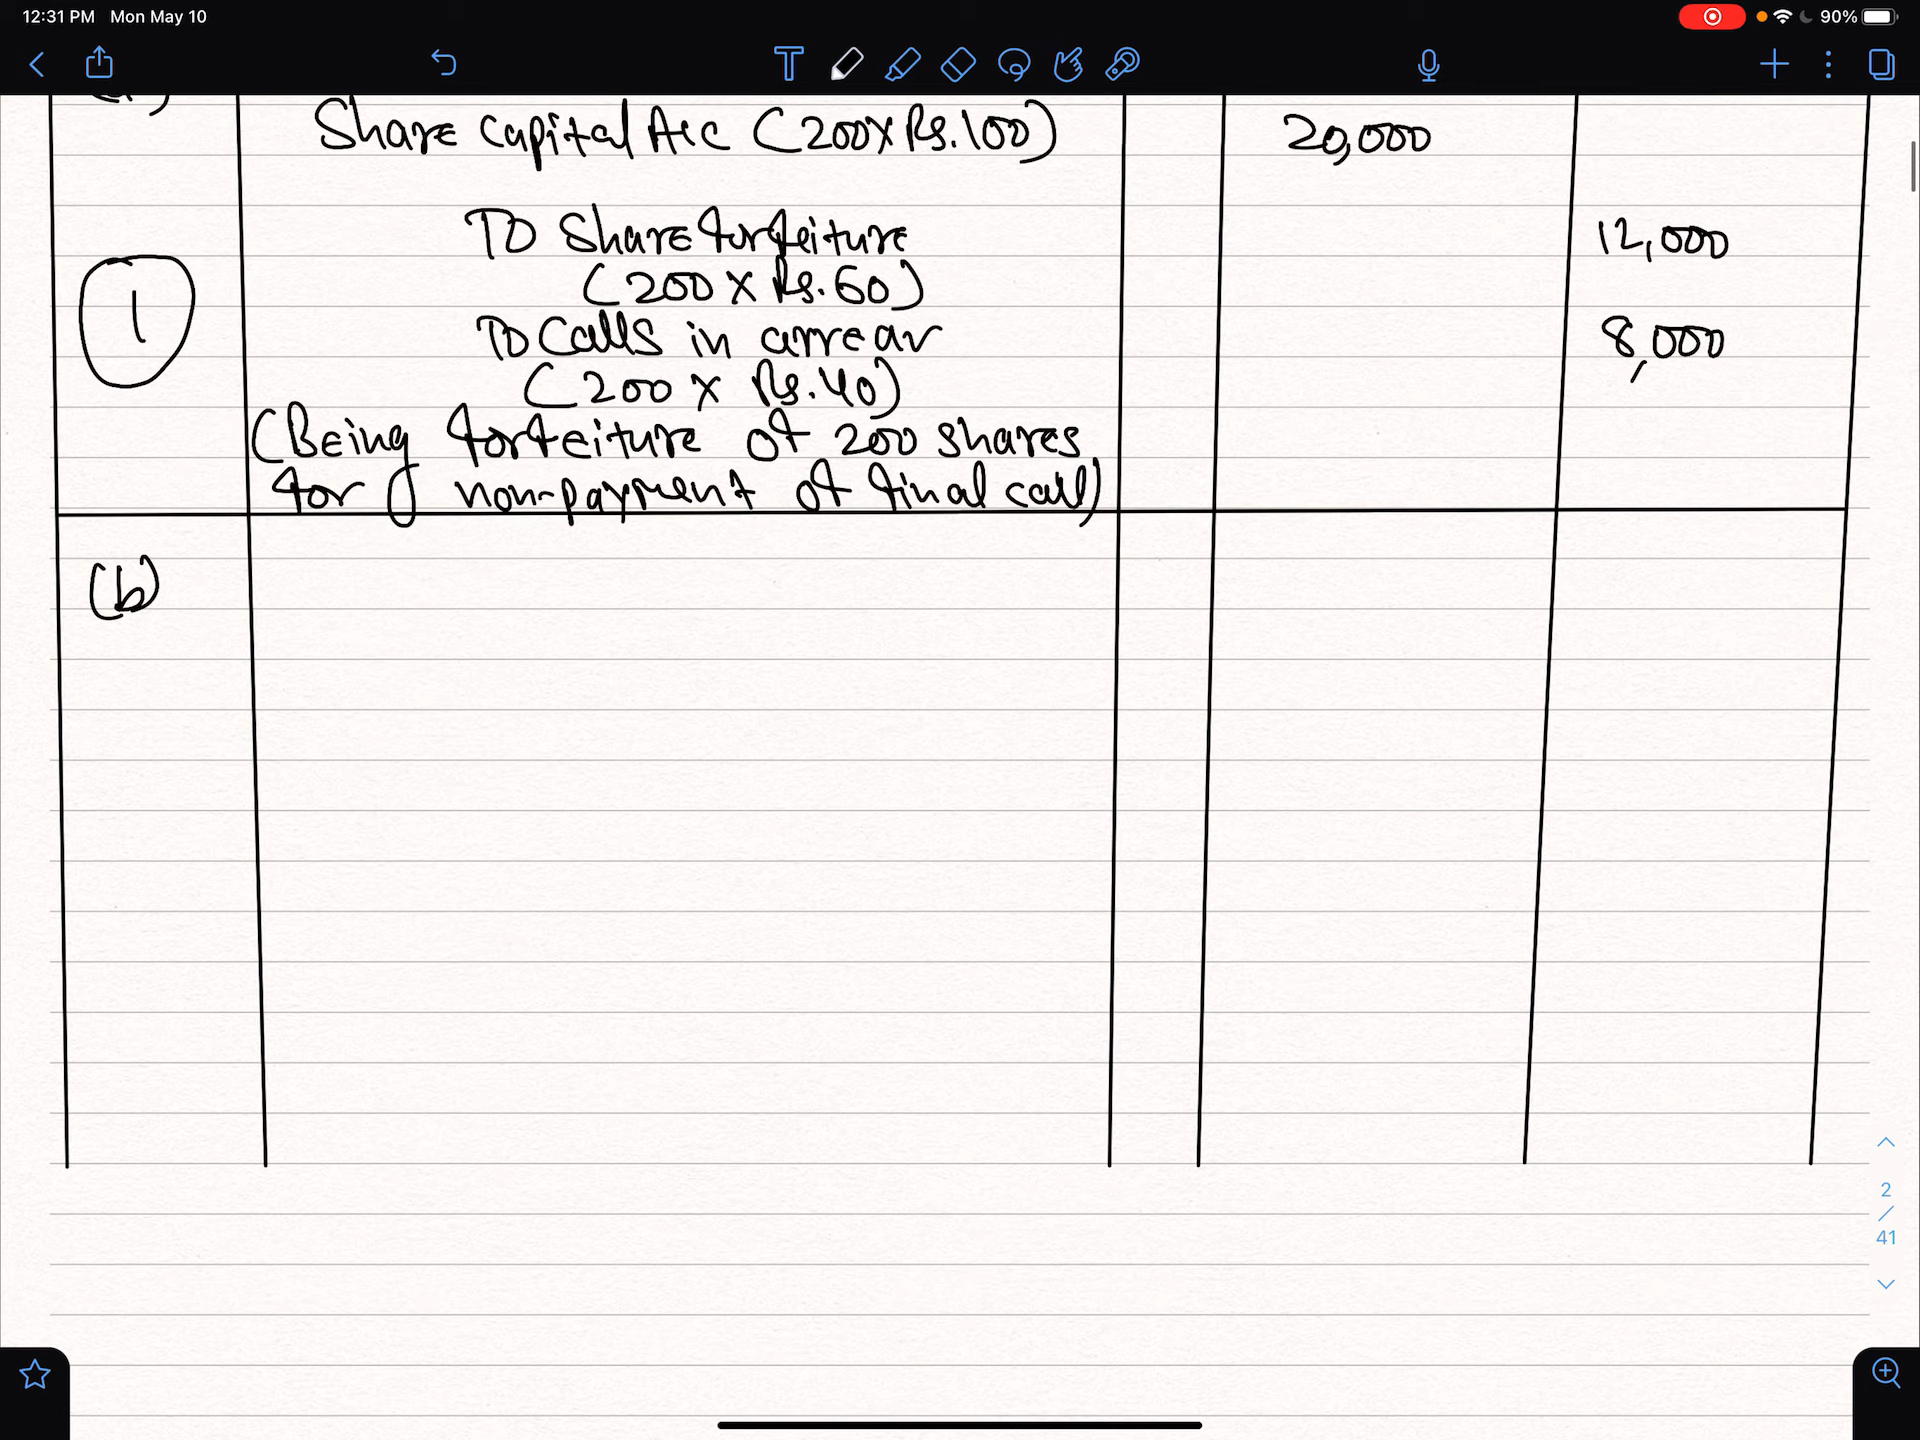 12:31 PM Mon May 10
90%
Share capital A/c (200 x Rs.100) 20,000
To Share forfeiture 12,000
(200 x Rs.60)
To Calls in arrear 8,000
(200 x Rs.40)
1
(Being forfeiture of 200 shares
for non-payment of final call)
(b)
2
/
41